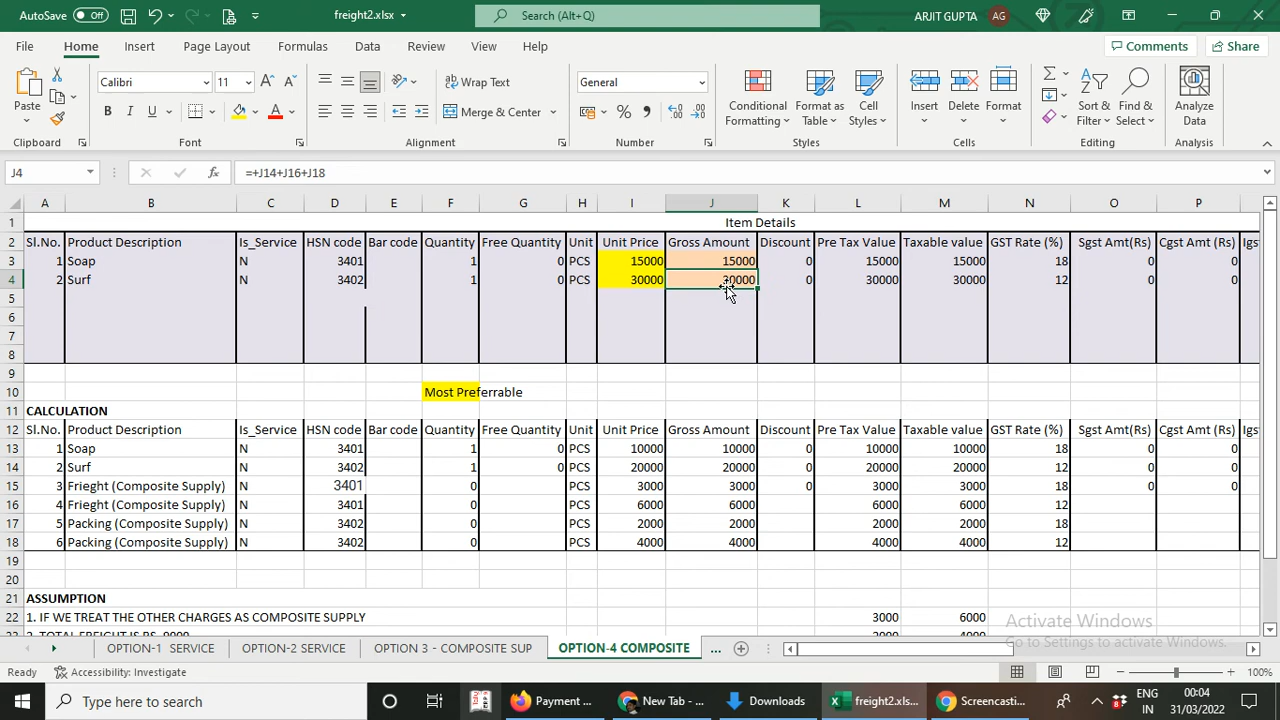 AutoSave Off freight2.xlsx Search (Alt+Q) ARJIT GUPTA AG
File Home Insert Page Layout Formulas Data Review View Help Comments Share
Paste Calibri 11 Wrap Text General Conditional Formatting Format as Table Cell Styles Insert Delete Format Sort & Filter Find & Select Analyze Data
B I U A Merge & Center % ,
Clipboard Font Alignment Number Styles Cells Editing Analysis
J4 fx =+J14+J16+J18
A B C D E F G H I J K L M N O P
1 Item Details
2 Sl.No. Product Description Is_Service HSN code Bar code Quantity Free Quantity Unit Unit Price Gross Amount Discount Pre Tax Value Taxable value GST Rate (%) Sgst Amt(Rs) Cgst Amt (Rs) Igs
3 1 Soap N 3401 1 0 PCS 15000 15000 0 15000 15000 18 0 0
4 2 Surf N 3402 1 0 PCS 30000 30000 0 30000 30000 12 0 0
5
6
7
8
9
10 Most Preferrable
11 CALCULATION
12 Sl.No. Product Description Is_Service HSN code Bar code Quantity Free Quantity Unit Unit Price Gross Amount Discount Pre Tax Value Taxable value GST Rate (%) Sgst Amt(Rs) Cgst Amt (Rs) Igs
13 1 Soap N 3401 1 0 PCS 10000 10000 0 10000 10000 18 0 0
14 2 Surf N 3402 1 0 PCS 20000 20000 0 20000 20000 12 0 0
15 3 Frieght (Composite Supply) N 3401 0 PCS 3000 3000 0 3000 3000 18 0 0
16 4 Frieght (Composite Supply) N 3401 0 PCS 6000 6000 6000 6000 12
17 5 Packing (Composite Supply) N 3402 0 PCS 2000 2000 2000 2000 18
18 6 Packing (Composite Supply) N 3402 0 PCS 4000 4000 4000 4000 12
19
20
21 ASSUMPTION
22 1. IF WE TREAT THE OTHER CHARGES AS COMPOSITE SUPPLY 3000 6000
Activate Windows
23 2. TOTAL FREIGHT IS RS. 9000 2000 4000
Go to Settings to activate Windows.
OPTION-1 SERVICE OPTION-2 SERVICE OPTION 3 - COMPOSITE SUP OPTION-4 COMPOSITE ...
Ready Accessibility: Investigate 100%
Type here to search Payment ... New Tab - ... Downloads freight2.xls... Screencasti... ENG IN 00:04 31/03/2022